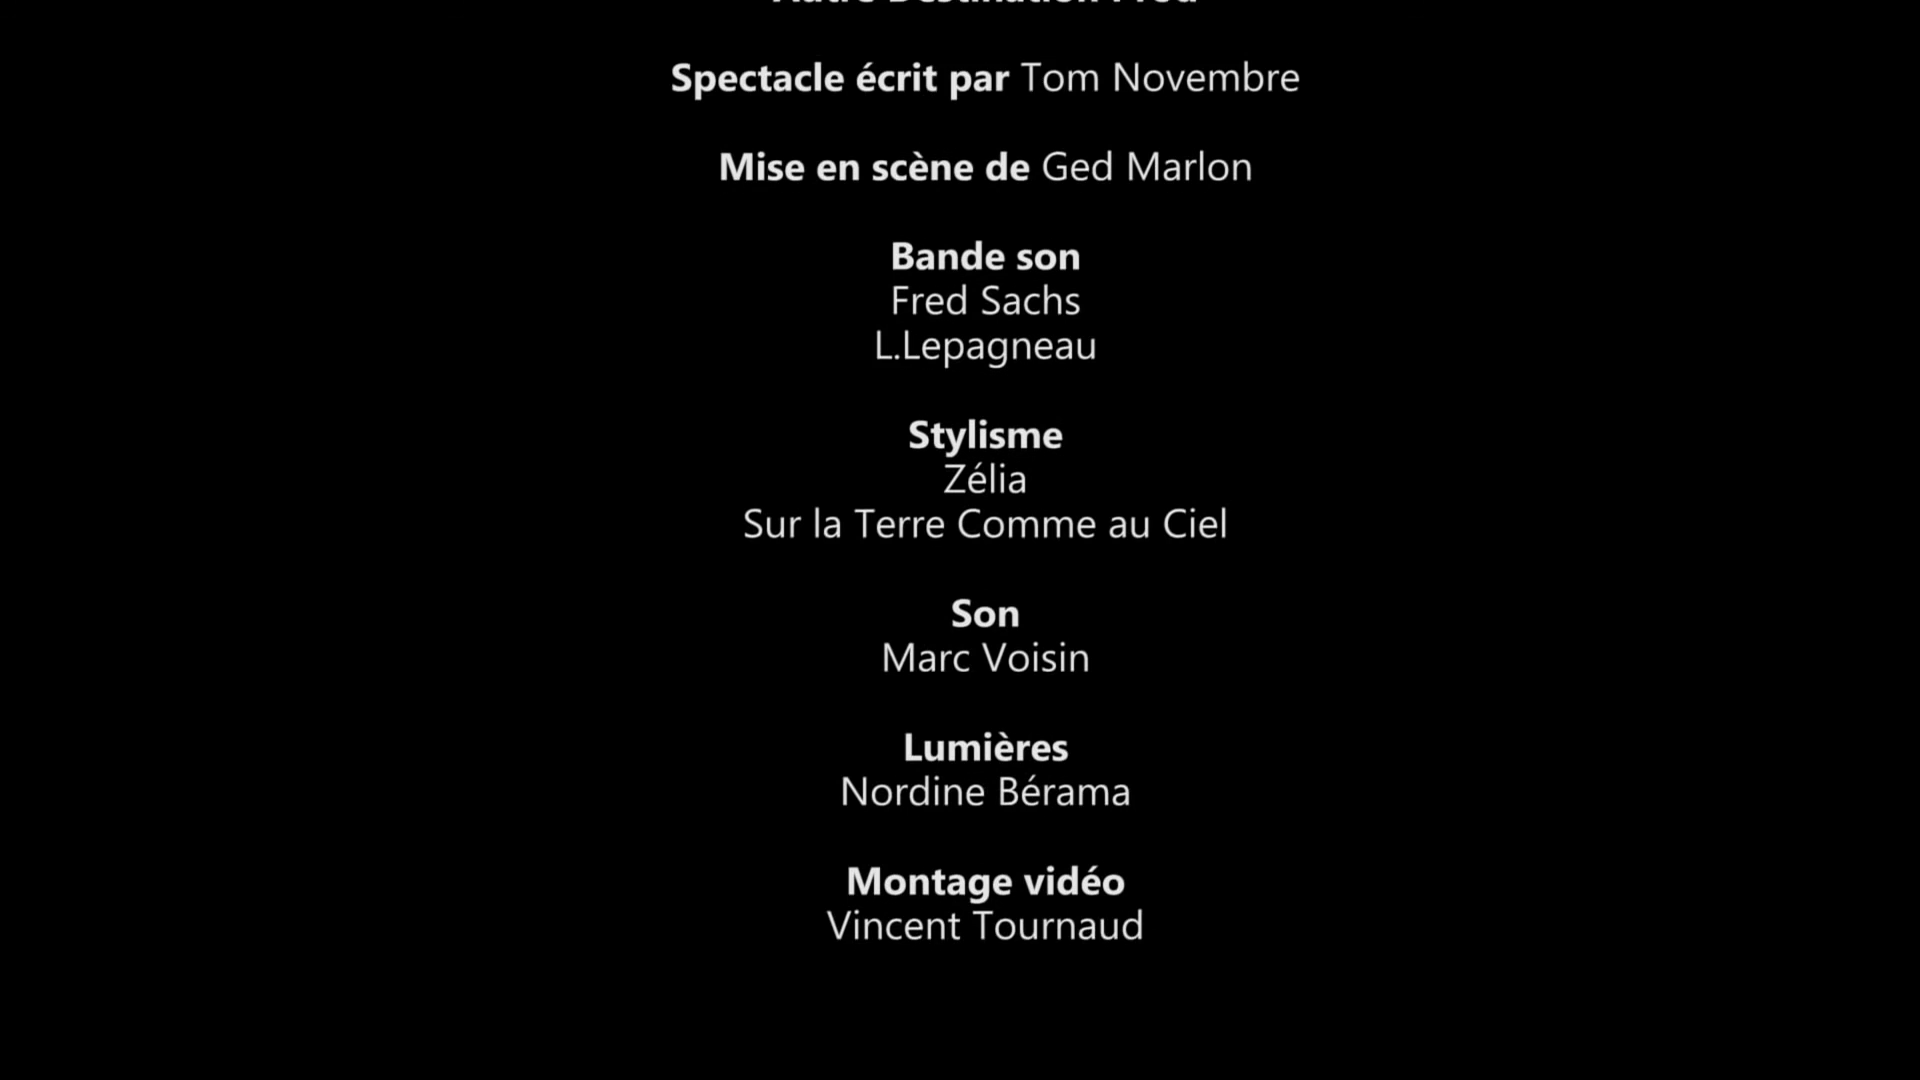 Spectacle écrit par Tom Novembre
Mise en scène de Ged Marlon
Bande son
Fred Sachs
L.Lepagneau
Stylisme
Zélia
Sur la Terre Comme au Ciel
Son
Marc Voisin
Lumières
Nordine Bérama
Montage vidéo
Vincent Tournaud